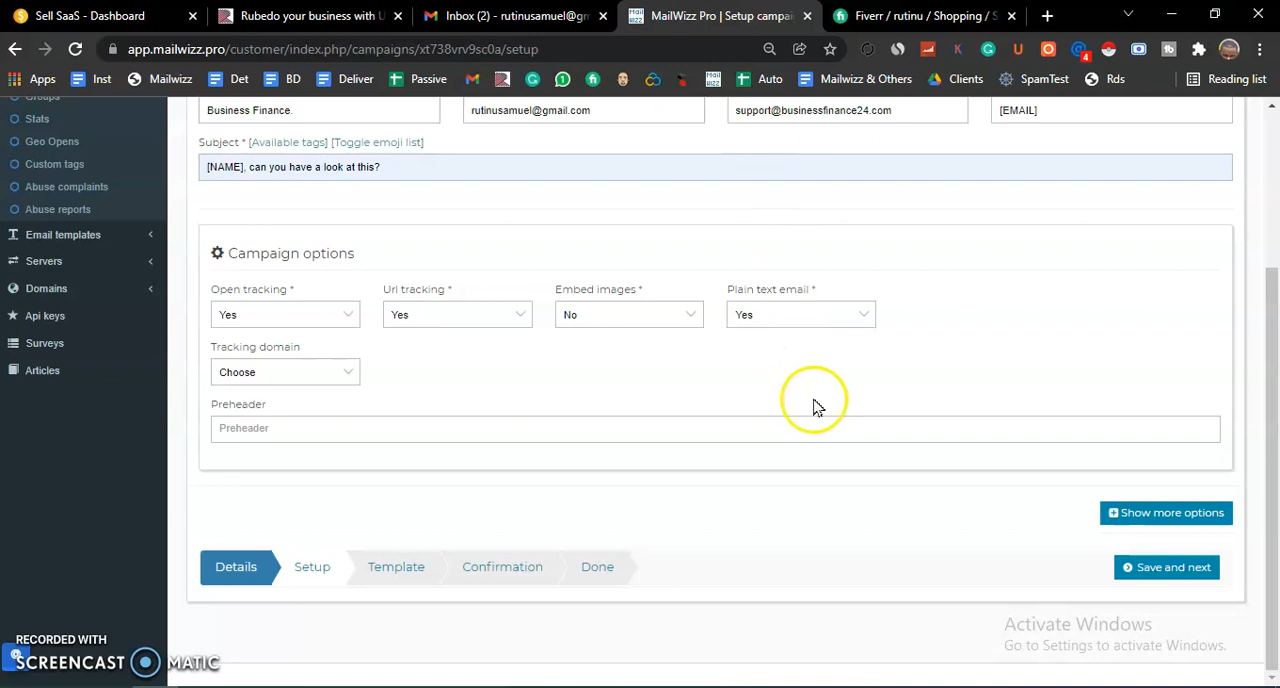 Sell SaaS - Dashboard
Rubedo your business with U
Inbox (2) - rutinusamuel@gm
MailWizz Pro | Setup campai
Fiverr / rutinu / Shopping / S
app.mailwizz.pro/customer/index.php/campaigns/xt738vrv9sc0a/setup
4
Apps
Inst
Mailwizz
Det
BD
Deliver
Passive
Auto
Mailwizz & Others
Clients
SpamTest
Rds
Reading list
Groups
Stats
Geo Opens
Custom tags
Abuse complaints
Abuse reports
Email templates
Servers
Domains
Api keys
Surveys
Articles
Business Finance.
rutinusamuel@gmail.com
support@businessfinance24.com
[EMAIL]
Subject * [Available tags] [Toggle emoji list]
[NAME], can you have a look at this?
Campaign options
Open tracking *
Url tracking *
Embed images *
Plain text email *
Yes
Yes
No
Yes
Tracking domain
Choose
Preheader
Preheader
Show more options
Details
Setup
Template
Confirmation
Done
Save and next
Activate Windows
Go to Settings to activate Windows.
RECORDED WITH
SCREENCAST MATIC